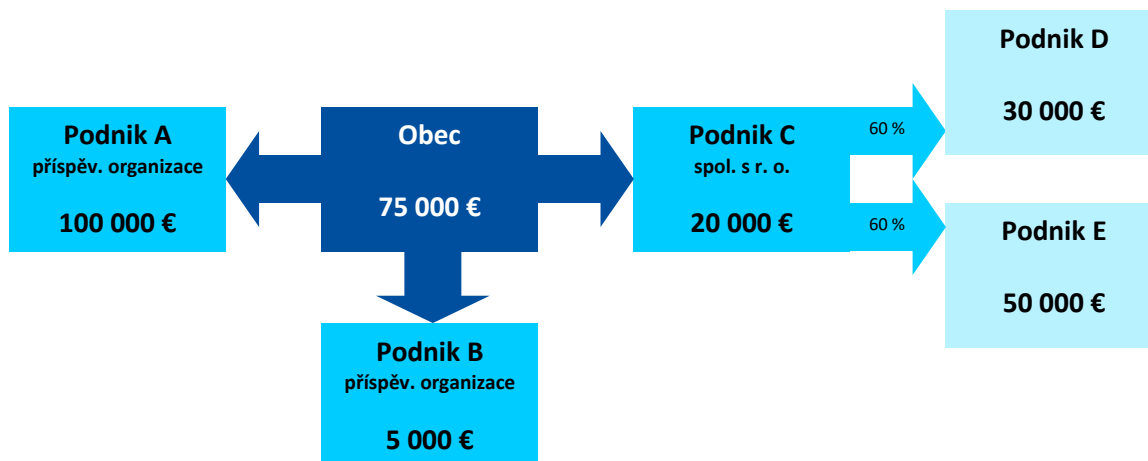 Podnik A
příspěv. organizace
100 000 €
Obec
75 000 €
Podnik B
příspěv. organizace
5 000 €
Podnik C
spol. s r. o.
20 000 €
60 %
60 %
Podnik D
30 000 €
Podnik E
50 000 €